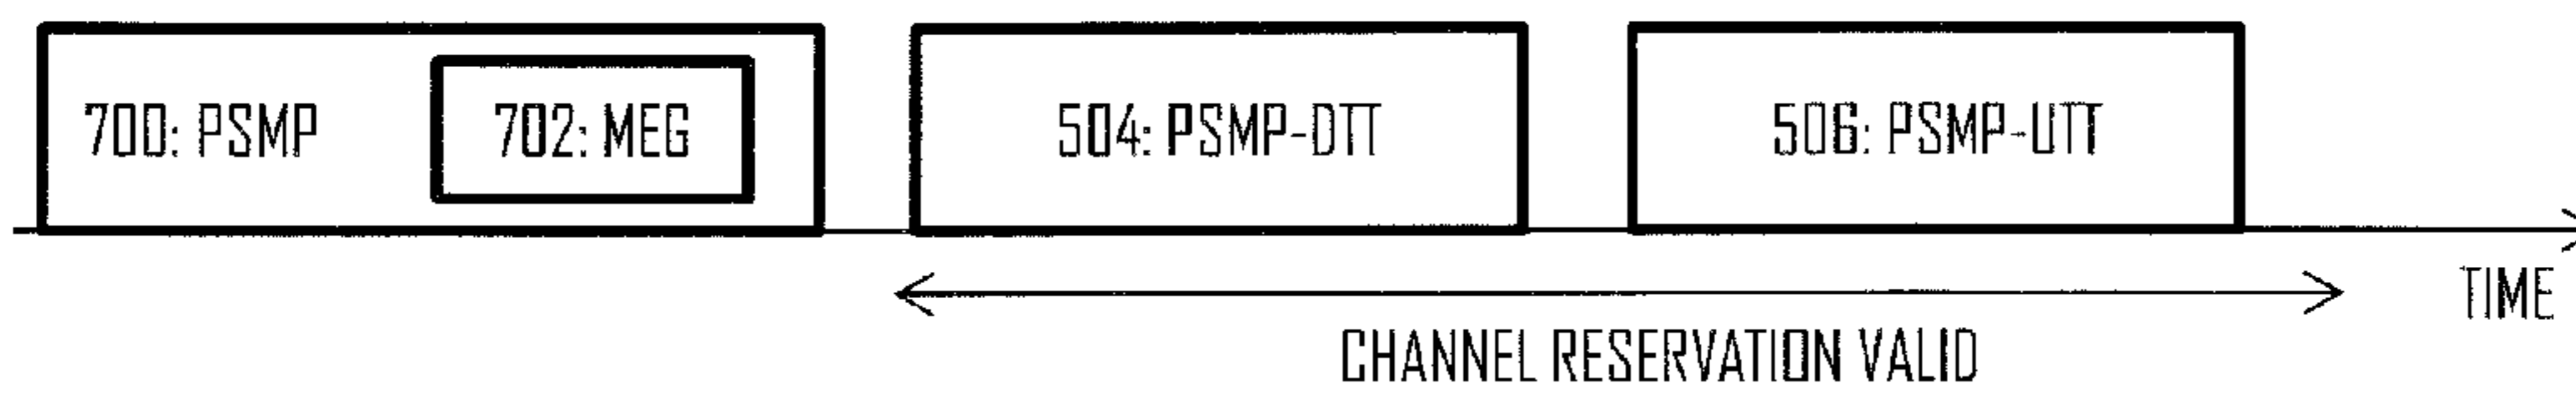 700: PSMP
702: MEG
504: PSMP-DTT
506: PSMP-UTT
TIME
CHANNEL RESERVATION VALID